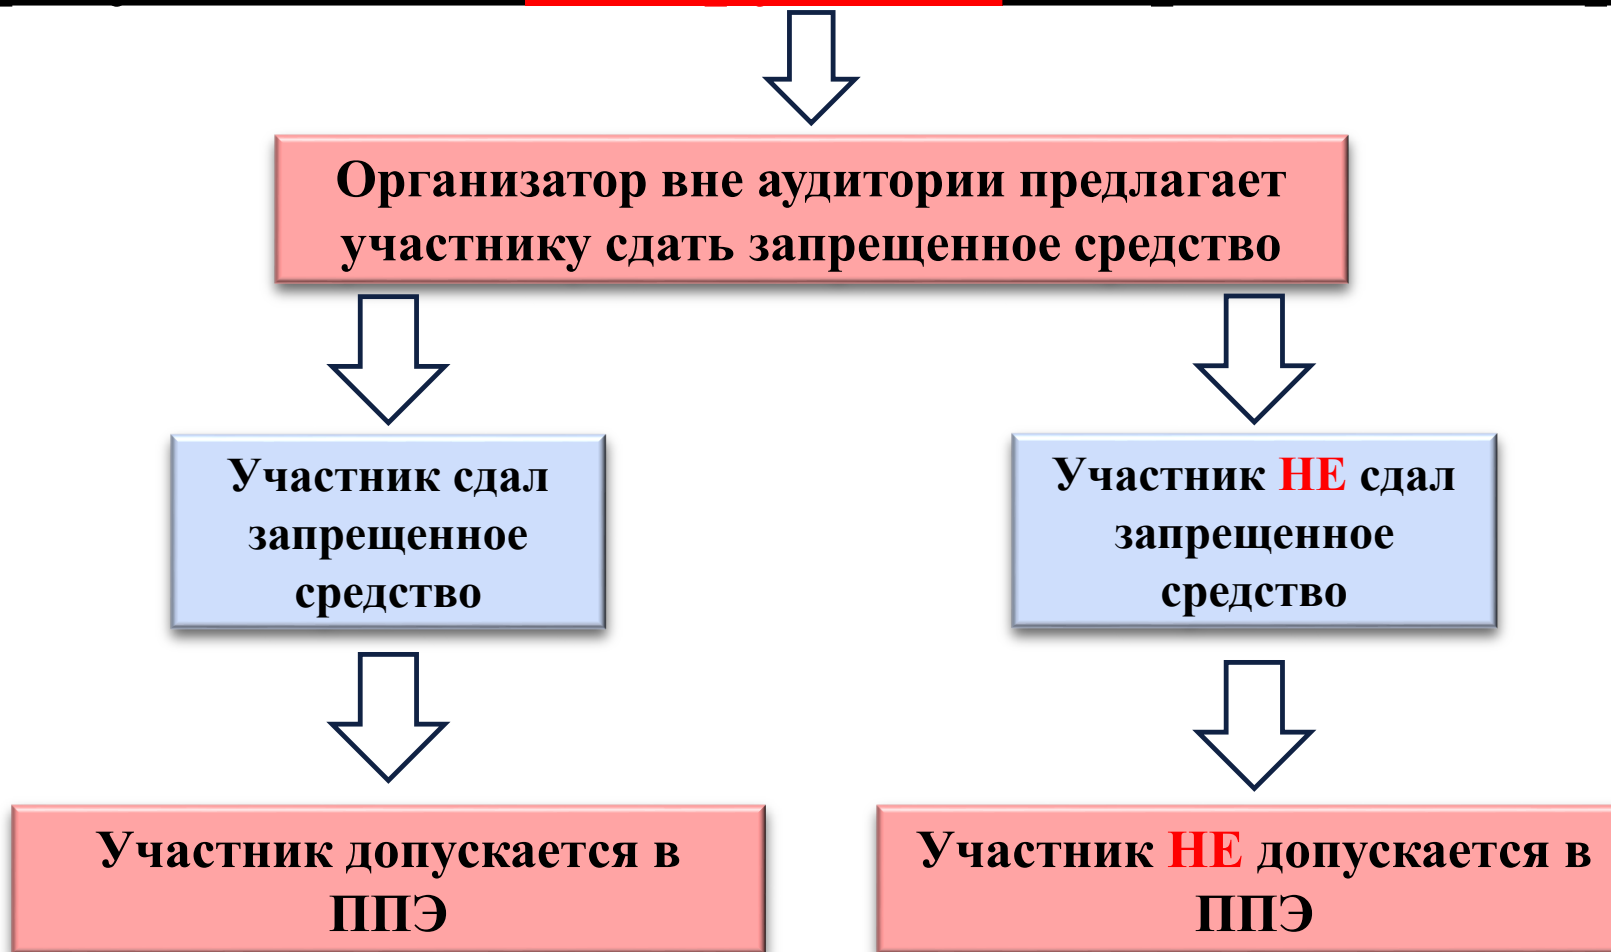 Организатор вне аудитории предлагает
участнику сдать запрещенное средство
Участник сдал
запрещенное
средство
Участник НЕ сдал
запрещенное
средство
Участник допускается в
ППЭ
Участник НЕ допускается в
ППЭ